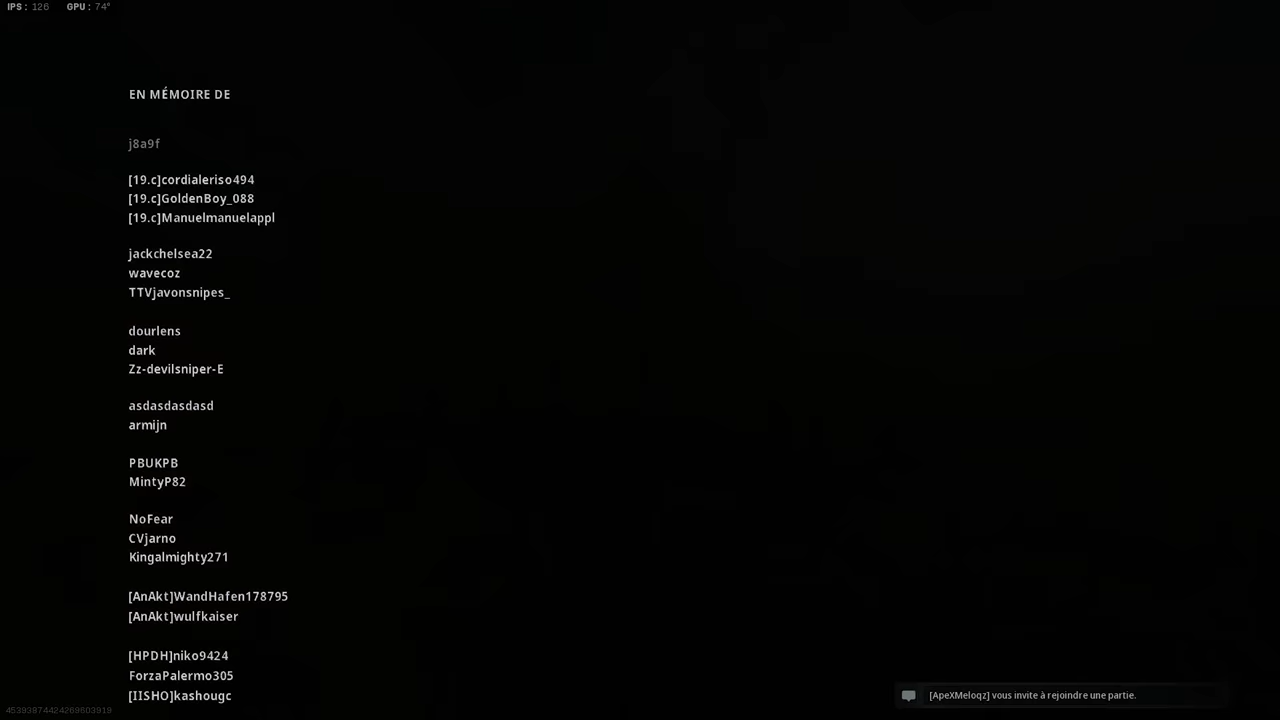 IPS : 126 GPU : 74°
EN MÉMOIRE DE
j8a9f
[19.c]cordialeriso494
[19.c]GoldenBoy_088
[19.c]Manuelmanuelappl
jackchelsea22
wavecoz
TTVjavonsnipes_
dourlens
dark
Zz-devilsniper-E
asdasdasdasd
armijn
PBUKPB
MintyP82
NoFear
CVjarno
Kingalmighty271
[AnAkt]WandHafen178795
[AnAkt]wulfkaiser
[HPDH]niko9424
ForzaPalermo305
[IISHO]kashougc
[ApeXMeloqz] vous invite à rejoindre une partie.